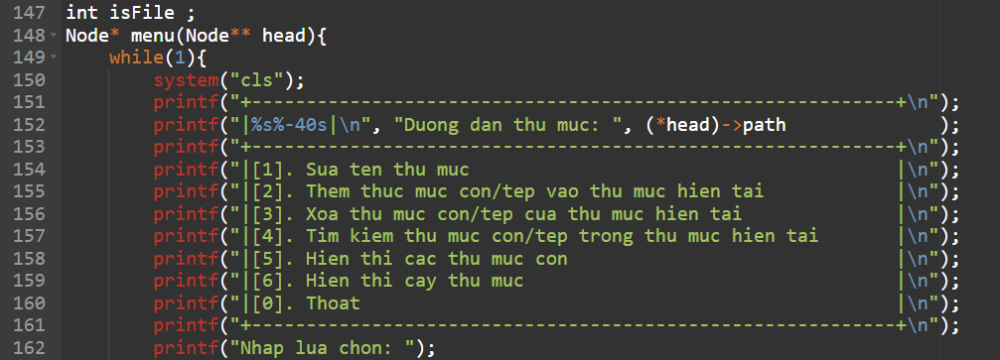 147 int isFile ;
148 Node* menu(Node** head){
149     while(1){
150         system("cls");
151         printf("+-----------------------------------------------------------+\n");
152         printf("|%s%-40s|\n", "Duong dan thu muc: ", (*head)->path              );
153         printf("+-----------------------------------------------------------+\n");
154         printf("|[1]. Sua ten thu muc                                       |\n");
155         printf("|[2]. Them thuc muc con/tep vao thu muc hien tai            |\n");
156         printf("|[3]. Xoa thu muc con/tep cua thu muc hien tai              |\n");
157         printf("|[4]. Tim kiem thu muc con/tep trong thu muc hien tai       |\n");
158         printf("|[5]. Hien thi cac thu muc con                              |\n");
159         printf("|[6]. Hien thi cay thu muc                                  |\n");
160         printf("|[0]. Thoat                                                 |\n");
161         printf("+-----------------------------------------------------------+\n");
162         printf("Nhap lua chon: ");